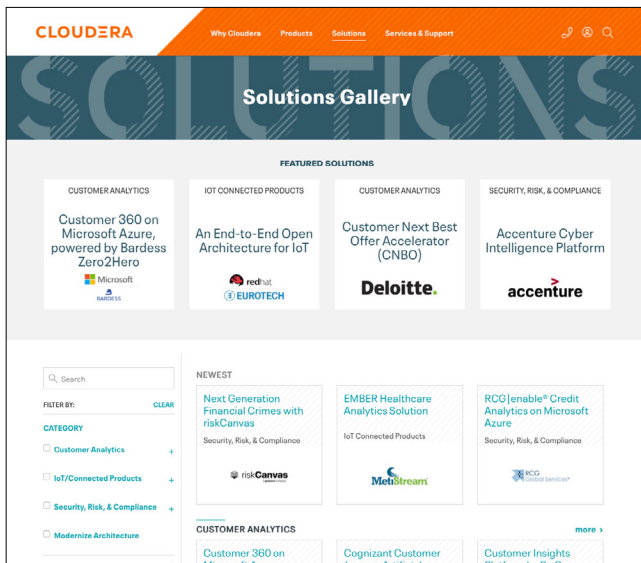 CLOUDERA
Why Cloudera Products Solutions Services & Support
Solutions Gallery
FEATURED SOLUTIONS
CUSTOMER ANALYTICS
Customer 360 on
Microsoft Azure,
powered by Bardess
Zero2Hero
Microsoft
BARDESS
IOT CONNECTED PRODUCTS
An End-to-End Open
Architecture for IoT
redhat
EUROTECH
CUSTOMER ANALYTICS
Customer Next Best
Offer Accelerator
(CNBO)
Deloitte.
SECURITY, RISK, & COMPLIANCE
Accenture Cyber
Intelligence Platform
accenture
Search
FILTER BY: CLEAR
CATEGORY
Customer Analytics +
IoT/Connected Products +
Security, Risk, & Compliance +
Modernize Architecture
NEWEST
Next Generation
Financial Crimes with
riskCanvas
Security, Risk, & Compliance
riskCanvas
EMBER Healthcare
Analytics Solution
IoT Connected Products
MetiStream
RCG|enable® Credit
Analytics on Microsoft
Azure
Security, Risk, & Compliance
RCG
Global Services
CUSTOMER ANALYTICS more ›
Customer 360 on
Cognizant Customer
Customer Insights